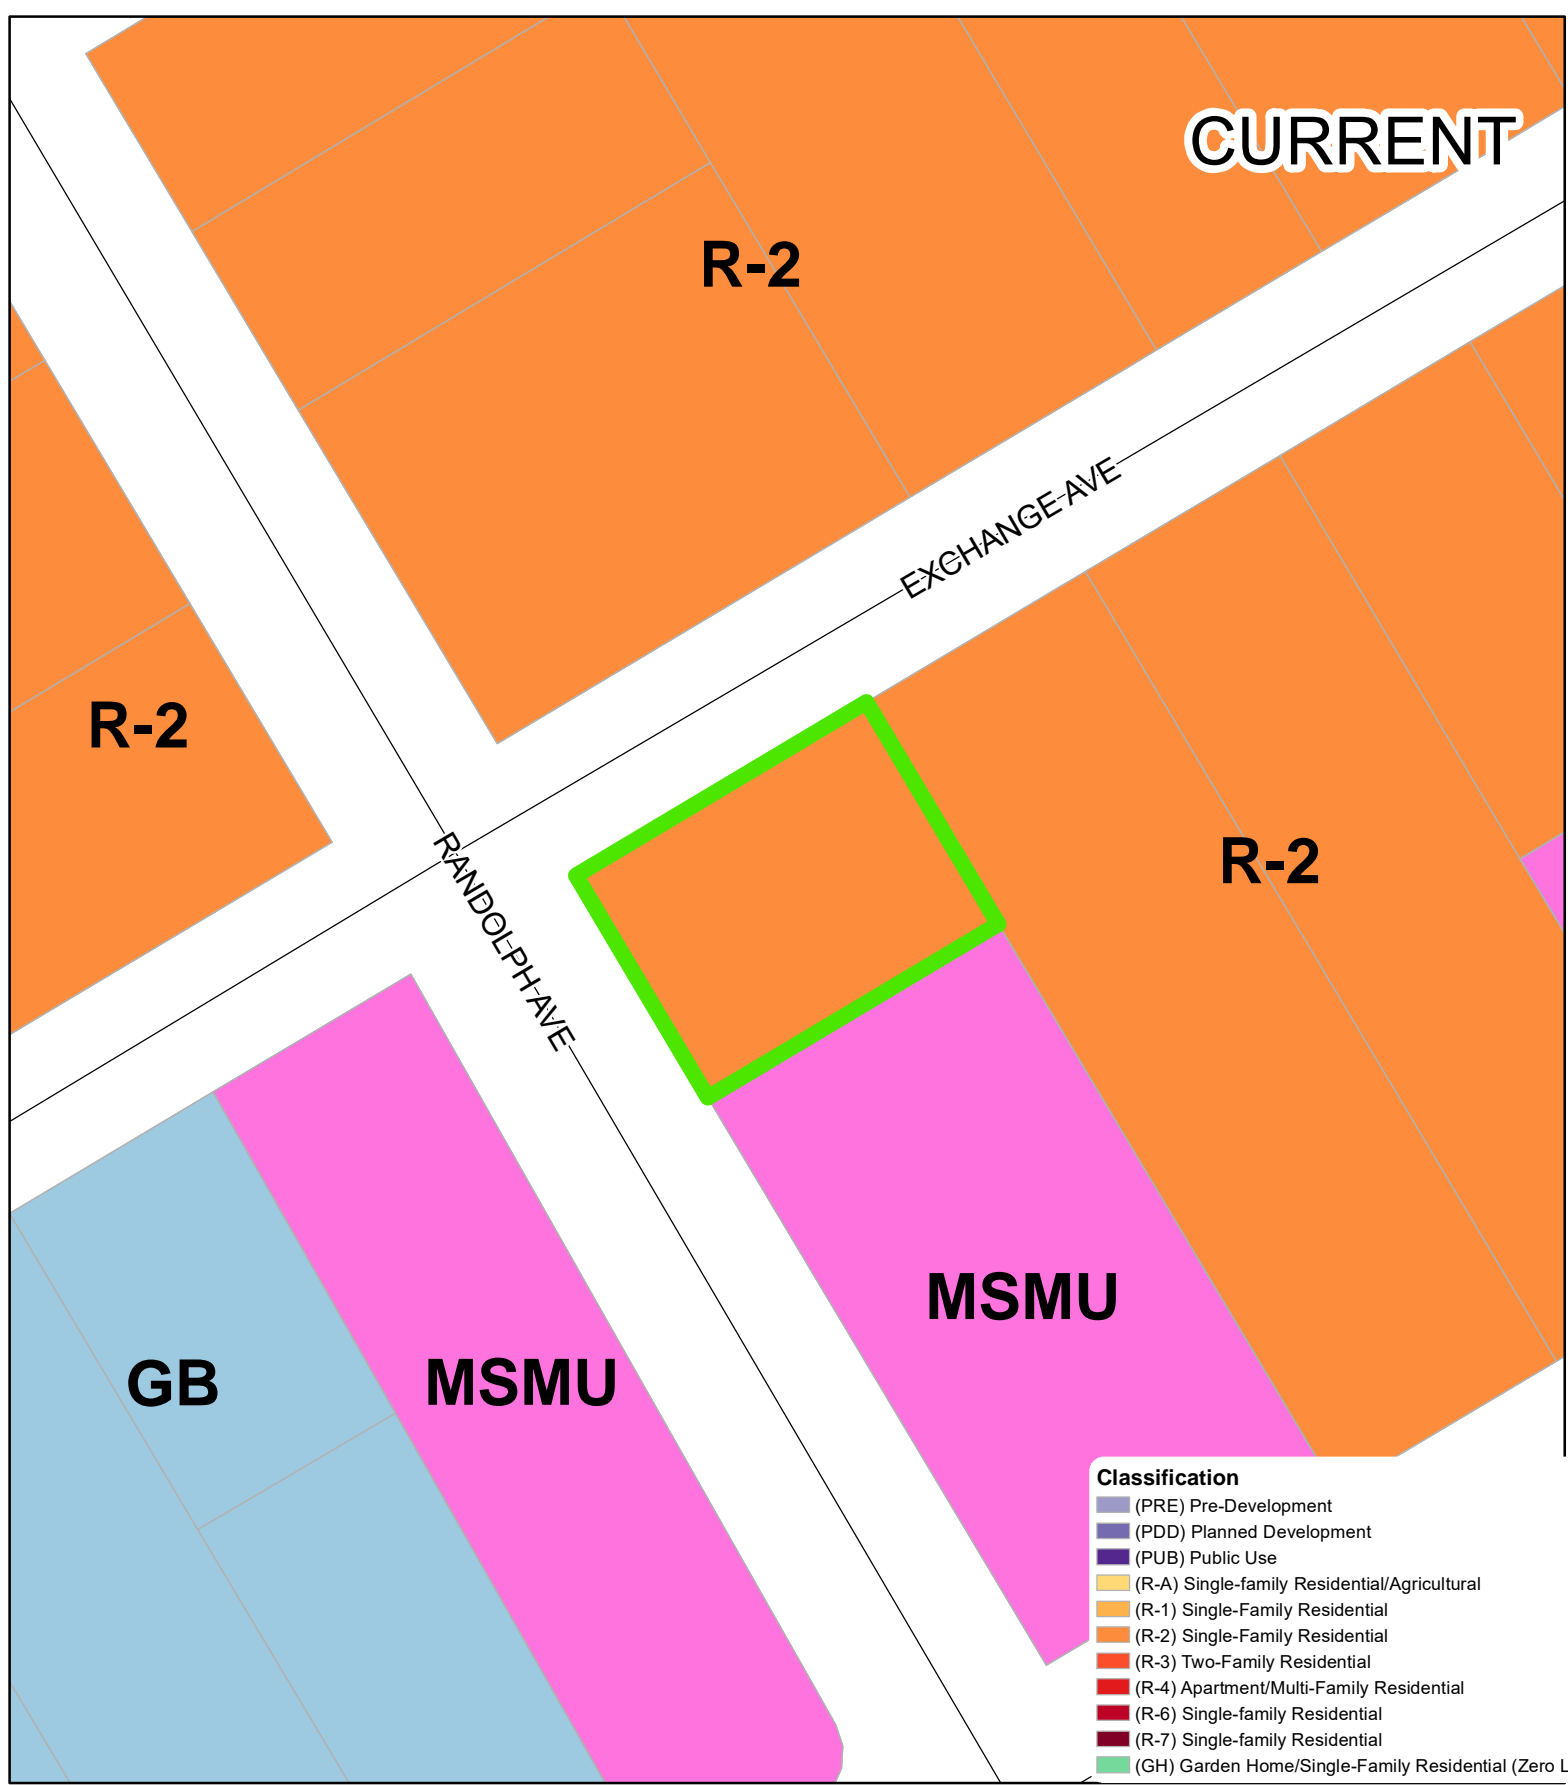 CURRENT
R-2
EXCHANGE AVE
R-2
RANDOLPH AVE
R-2
MSMU
GB
MSMU
Classification
(PRE) Pre-Development
(PDD) Planned Development
(PUB) Public Use
(R-A) Single-family Residential/Agricultural
(R-1) Single-Family Residential
(R-2) Single-Family Residential
(R-3) Two-Family Residential
(R-4) Apartment/Multi-Family Residential
(R-6) Single-family Residential
(R-7) Single-family Residential
(GH) Garden Home/Single-Family Residential (Zero L